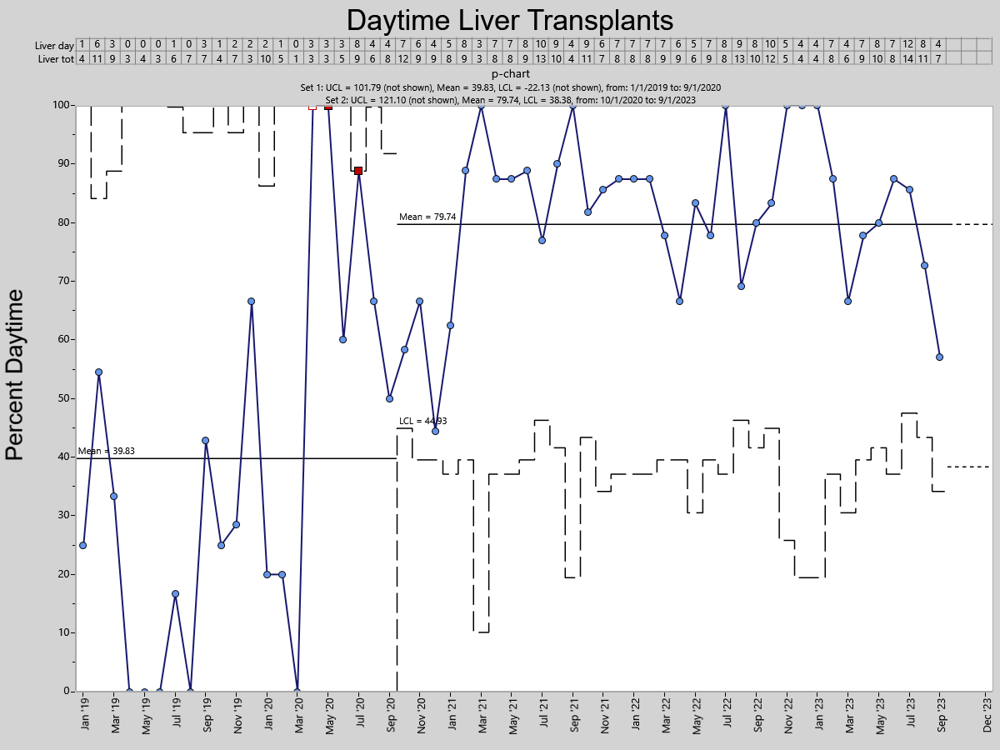 Daytime Liver Transplants
Liver day 1 6 3 0 0 0 1 0 3 1 2 2 2 1 0 3 3 3 8 4 4 7 6 4 5 8 3 7 7 8 10 9 4 9 6 7 7 7 7 6 5 7 8 9 8 10 5 4 4 7 4 7 8 7 12 8 4
Liver tot 4 11 9 3 4 3 6 7 7 4 7 3 10 5 1 3 3 5 9 6 8 12 9 9 8 9 3 8 8 9 13 10 4 11 7 8 8 8 9 9 6 9 8 13 10 12 5 4 4 8 6 9 10 8 14 11 7
p-chart
Set 1: UCL = 101.79 (not shown), Mean = 39.83, LCL = -22.13 (not shown), from: 1/1/2019 to: 9/1/2020
Set 2: UCL = 121.10 (not shown), Mean = 79.74, LCL = 38.38, from: 10/1/2020 to: 9/1/2023
Percent Daytime
100
90
80
70
60
50
40
30
20
10
0
Mean = 79.74
LCL = 44.93
Mean = 39.83
Jan '19
Mar '19
May '19
Jul '19
Sep '19
Nov '19
Jan '20
Mar '20
May '20
Jul '20
Sep '20
Nov '20
Jan '21
Mar '21
May '21
Jul '21
Sep '21
Nov '21
Jan '22
Mar '22
May '22
Jul '22
Sep '22
Nov '22
Jan '23
Mar '23
May '23
Jul '23
Sep '23
Dec '23